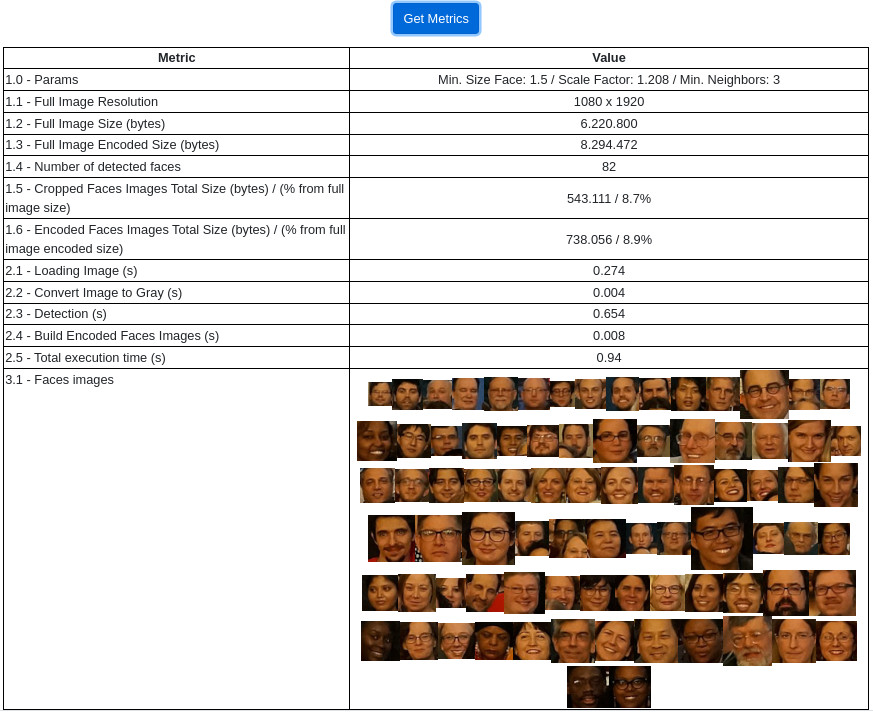 Get Metrics
Metric Value
1.0 - Params Min. Size Face: 1.5 / Scale Factor: 1.208 / Min. Neighbors: 3
1.1 - Full Image Resolution 1080 x 1920
1.2 - Full Image Size (bytes) 6.220.800
1.3 - Full Image Encoded Size (bytes) 8.294.472
1.4 - Number of detected faces 82
1.5 - Cropped Faces Images Total Size (bytes) / (% from full
image size) 543.111 / 8.7%
1.6 - Encoded Faces Images Total Size (bytes) / (% from full
image encoded size) 738.056 / 8.9%
2.1 - Loading Image (s) 0.274
2.2 - Convert Image to Gray (s) 0.004
2.3 - Detection (s) 0.654
2.4 - Build Encoded Faces Images (s) 0.008
2.5 - Total execution time (s) 0.94
3.1 - Faces images